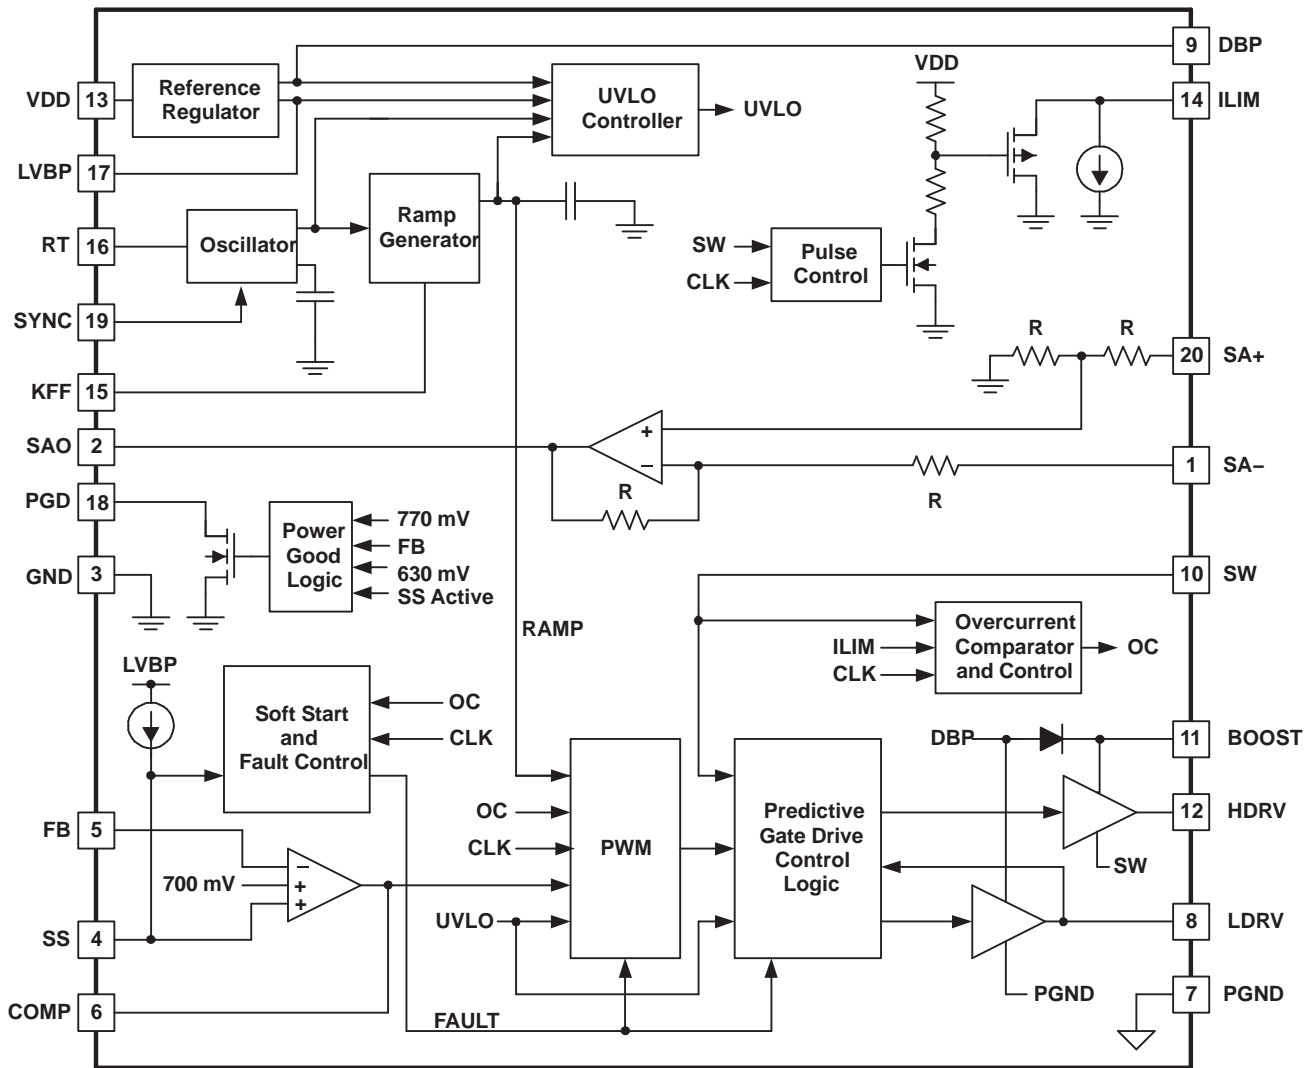 9 DBP
VDD
VDD 13
Reference
Regulator
UVLO
Controller
UVLO
14 ILIM
LVBP 17
RT 16
Oscillator
Ramp
Generator
SW
CLK
Pulse
Control
SYNC 19
R
R
20 SA+
KFF 15
SAO 2
+
−
1 SA−
R
R
PGD 18
Power
Good
Logic
770 mV
FB
630 mV
SS Active
GND 3
10 SW
RAMP
ILIM
CLK
Overcurrent
Comparator
and Control
OC
LVBP
Soft Start
and
Fault Control
OC
CLK
DBP
11 BOOST
FB 5
OC
CLK
PWM
Predictive
Gate Drive
Control
Logic
12 HDRV
SW
700 mV
−
+
+
UVLO
SS 4
8 LDRV
PGND
7 PGND
COMP 6
FAULT